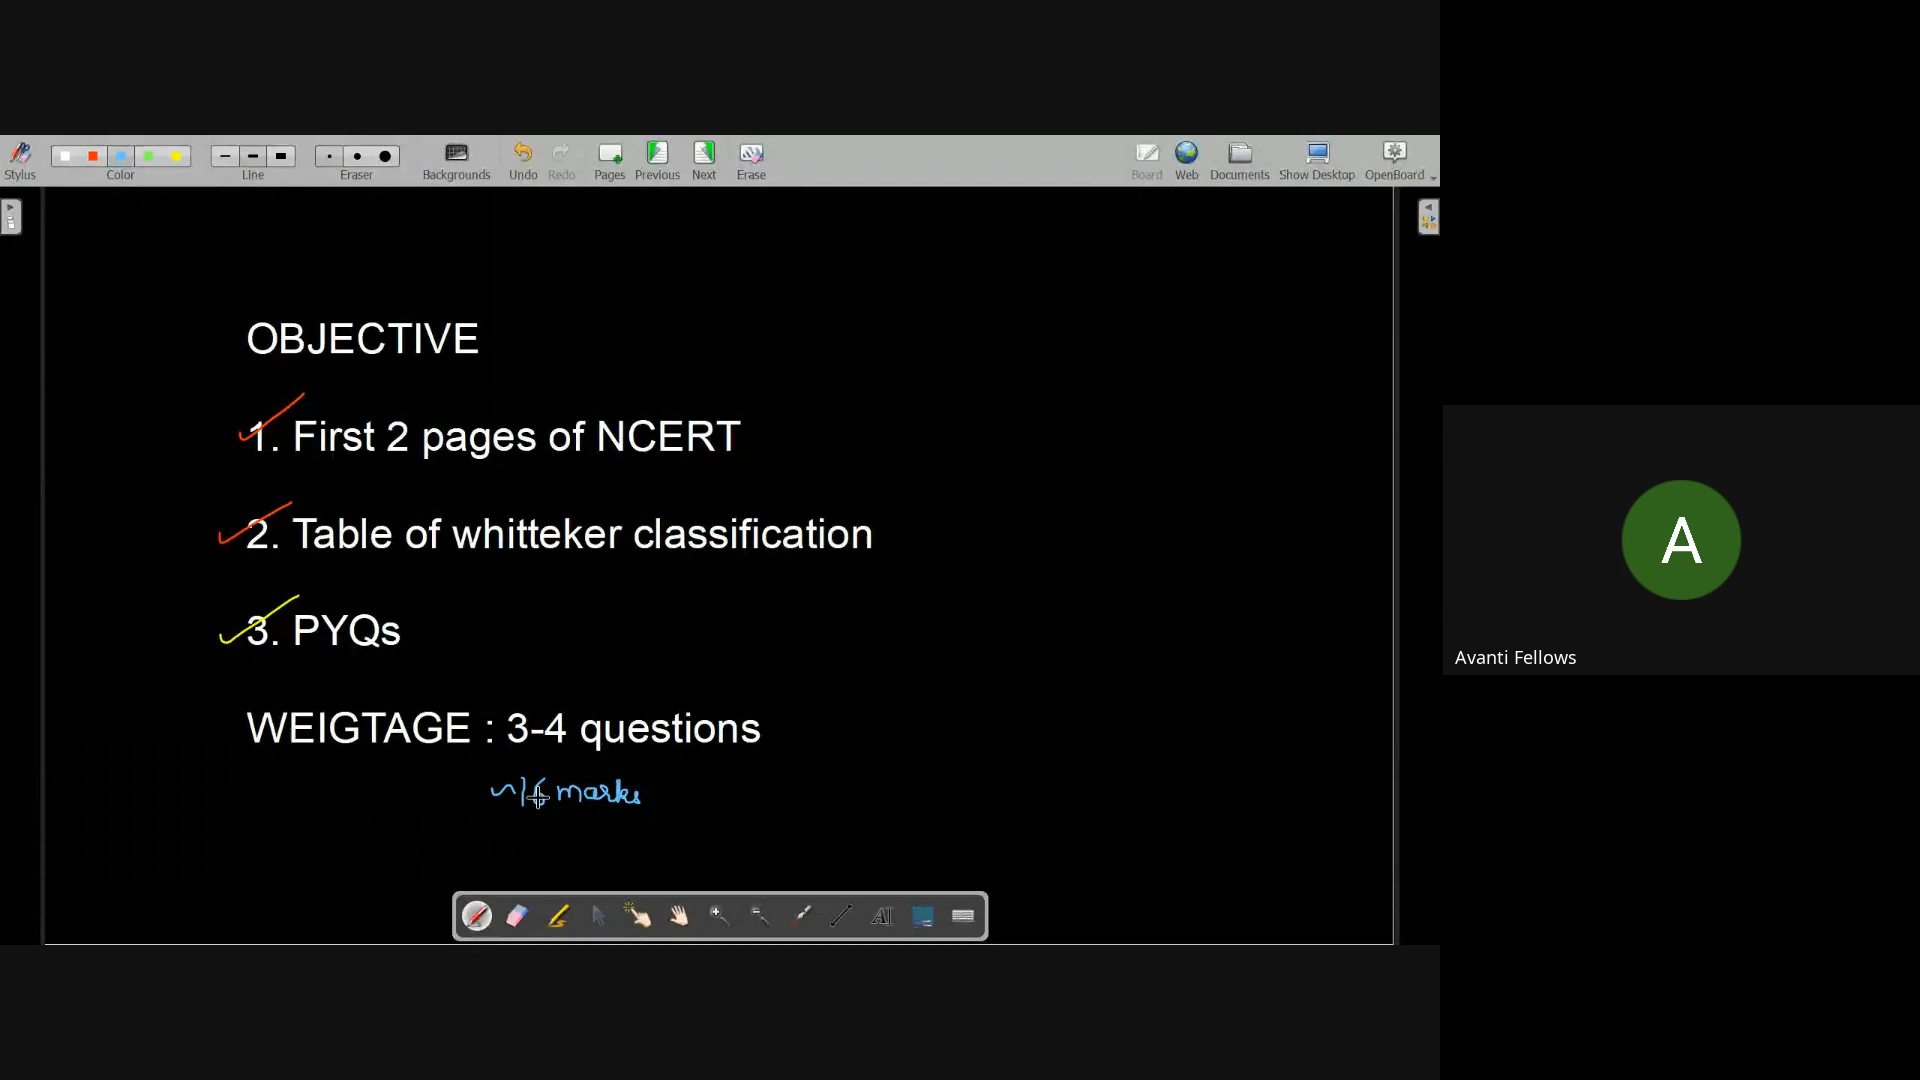 Stylus
Color
Line
Eraser
Backgrounds
Undo
Redo
Pages
Previous
Next
Erase
Board
Web
Documents
Show Desktop
OpenBoard
OBJECTIVE
1. First 2 pages of NCERT
2. Table of whitteker classification
3. PYQs
WEIGTAGE : 3-4 questions
~16 marks
AI
A
Avanti Fellows